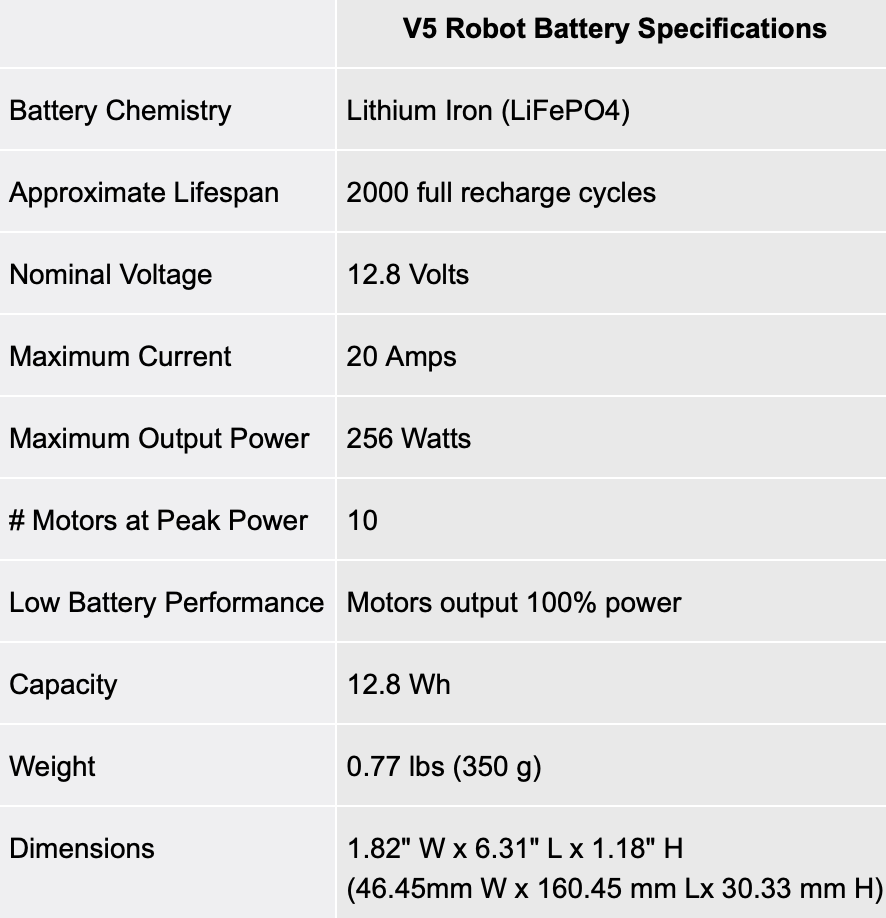 V5 Robot Battery Specifications
Battery Chemistry Lithium Iron (LiFePO4)
Approximate Lifespan 2000 full recharge cycles
Nominal Voltage 12.8 Volts
Maximum Current 20 Amps
Maximum Output Power 256 Watts
# Motors at Peak Power 10
Low Battery Performance Motors output 100% power
Capacity 12.8 Wh
Weight 0.77 lbs (350 g)
Dimensions 1.82" W x 6.31" L x 1.18" H
(46.45mm W x 160.45 mm Lx 30.33 mm H)